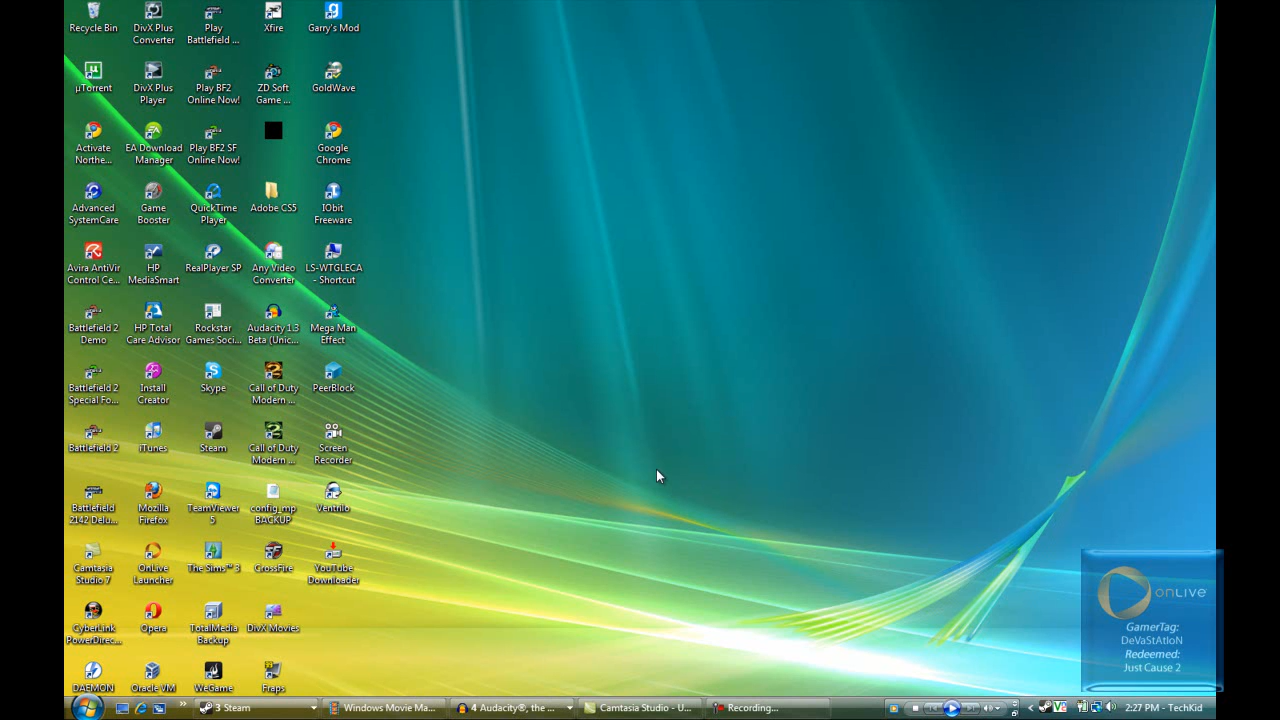 Recycle Bin
DivX Plus
Converter
Play
Battlefield ...
Xfire
Garry's Mod
µTorrent
DivX Plus
Player
Play BF2
Online Now!
ZD Soft
Game ...
GoldWave
Activate
Northe...
EA Download
Manager
Play BF2 SF
Online Now!
Google
Chrome
Advanced
SystemCare
Game
Booster
QuickTime
Player
Adobe CS5
IObit
Freeware
Avira AntiVir
Control Ce...
HP
MediaSmart
RealPlayer SP
Any Video
Converter
LS-WTGLECA
- Shortcut
Battlefield 2
Demo
HP Total
Care Advisor
Rockstar
Games Soci...
Audacity 1.3
Beta (Unic...
Mega Man
Effect
Battlefield 2
Special Fo...
Install
Creator
Skype
Call of Duty
Modern ...
PeerBlock
Battlefield 2
iTunes
Steam
Call of Duty
Modern ...
Screen
Recorder
Battlefield
2142 Delu...
Mozilla
Firefox
TeamViewer
5
config_mp
BACKUP
Ventrilo
Camtasia
Studio 7
OnLive
Launcher
The Sims™ 3
CrossFire
YouTube
Downloader
CyberLink
PowerDirec...
Opera
TotalMedia
Backup
DivX Movies
DAEMON
Oracle VM
WeGame
Fraps
onLIVE
GamerTag:
DeVaStAtIoN
Redeemed:
Just Cause 2
3 Steam
Windows Movie Ma...
4 Audacity®, the ...
Camtasia Studio - U...
Recording...
2:27 PM - TechKid